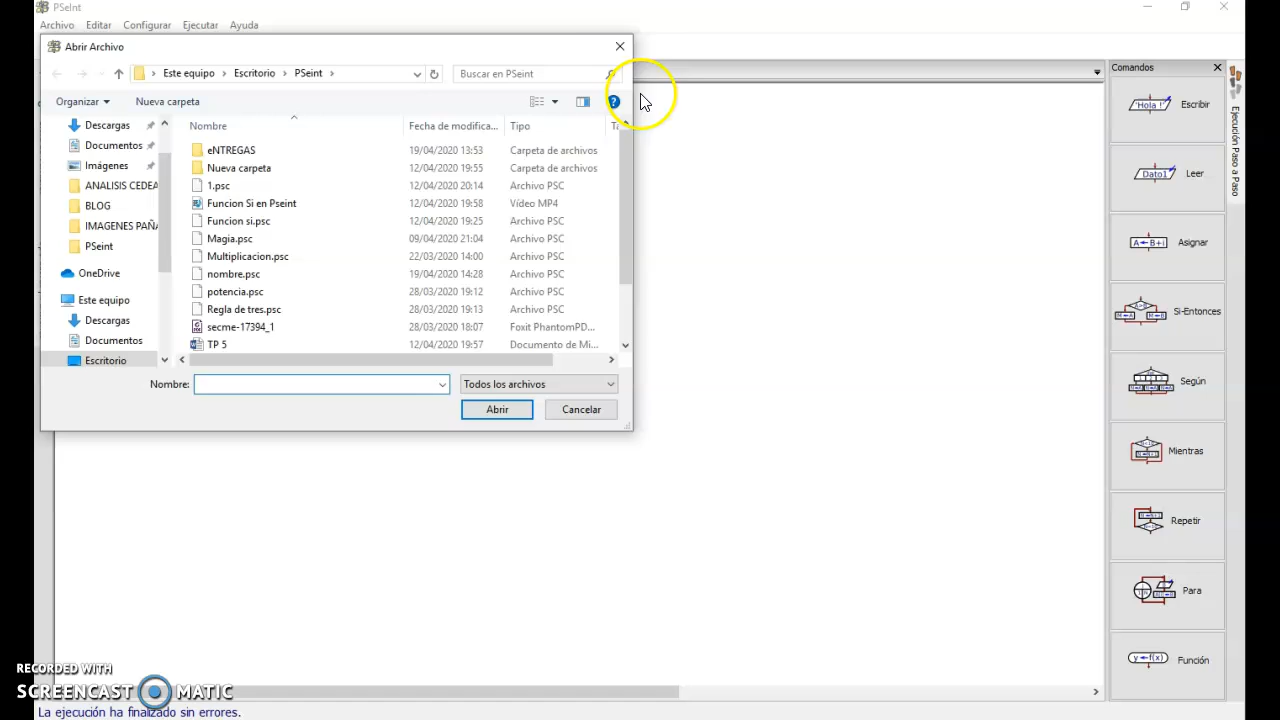 PSeInt
Archivo Editar Configurar Ejecutar Ayuda
Abrir Archivo
Este equipo > Escritorio > PSeint >
Buscar en PSeint
Organizar Nueva carpeta
Nombre Fecha de modifica... Tipo
eNTREGAS 19/04/2020 13:53 Carpeta de archivos
Nueva carpeta 12/04/2020 19:55 Carpeta de archivos
1.psc 12/04/2020 20:14 Archivo PSC
Funcion Si en Pseint 12/04/2020 19:58 Vídeo MP4
Funcion si.psc 12/04/2020 19:25 Archivo PSC
Magia.psc 09/04/2020 21:04 Archivo PSC
Multiplicacion.psc 22/03/2020 14:00 Archivo PSC
nombre.psc 19/04/2020 14:28 Archivo PSC
potencia.psc 28/03/2020 19:12 Archivo PSC
Regla de tres.psc 28/03/2020 19:13 Archivo PSC
secme-17394_1 28/03/2020 18:07 Foxit PhantomPD...
TP 5 12/04/2020 19:57 Documento de Mi...
Descargas
Documentos
Imágenes
ANALISIS CEDEA
BLOG
IMAGENES PAÑA
PSeint
OneDrive
Este equipo
Descargas
Documentos
Escritorio
Nombre:
Todos los archivos
Abrir Cancelar
Comandos
'Hola !' Escribir
Dato1 Leer
A←B+i Asignar
Si-Entonces
Según
Mientras
Repetir
Para
y←f(x) Función
Ejecución Paso a Paso
RECORDED WITH
SCREENCAST MATIC
La ejecución ha finalizado sin errores.